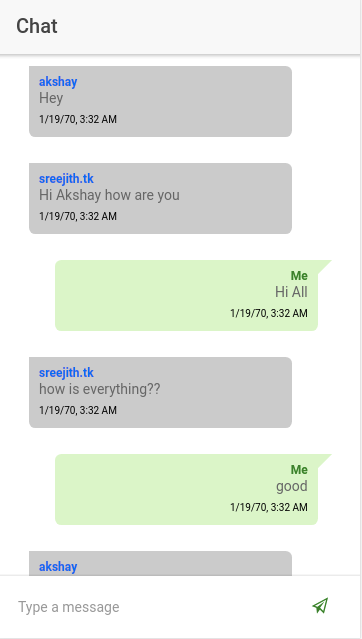 Chat
akshay
Hey
1/19/70, 3:32 AM
sreejith.tk
Hi Akshay how are you
1/19/70, 3:32 AM
Me
Hi All
1/19/70, 3:32 AM
sreejith.tk
how is everything??
1/19/70, 3:32 AM
Me
good
1/19/70, 3:32 AM
akshay
Type a message